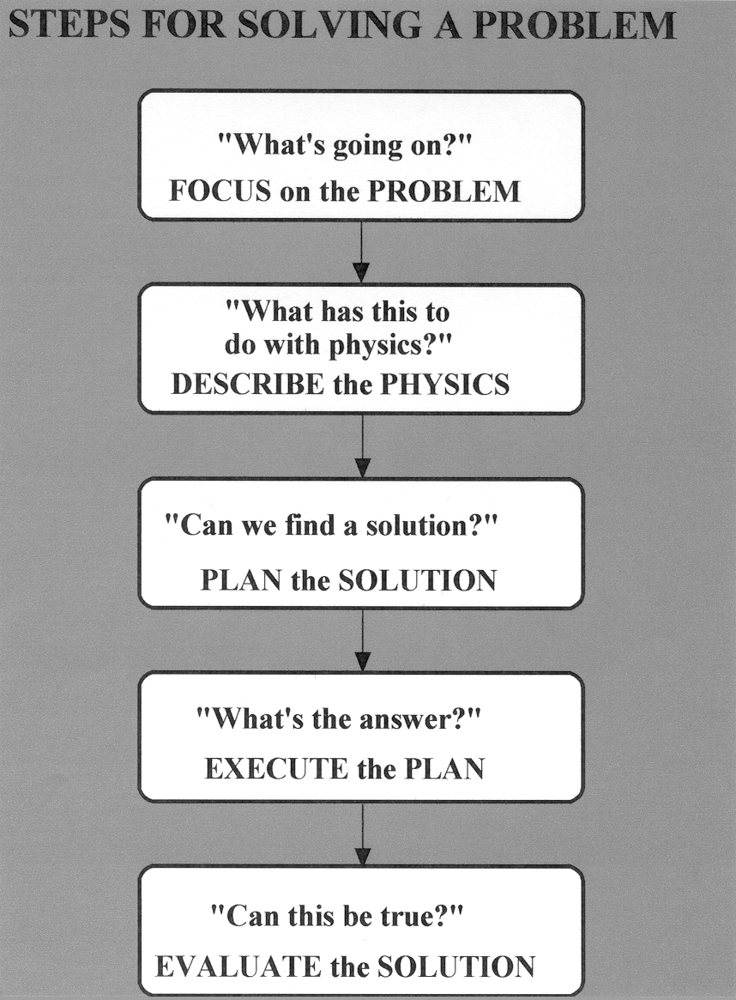 STEPS FOR SOLVING A PROBLEM
"What's going on?"
FOCUS on the PROBLEM
"What has this to
do with physics?"
DESCRIBE the PHYSICS
"Can we find a solution?"
PLAN the SOLUTION
"What's the answer?"
EXECUTE the PLAN
"Can this be true?"
EVALUATE the SOLUTION